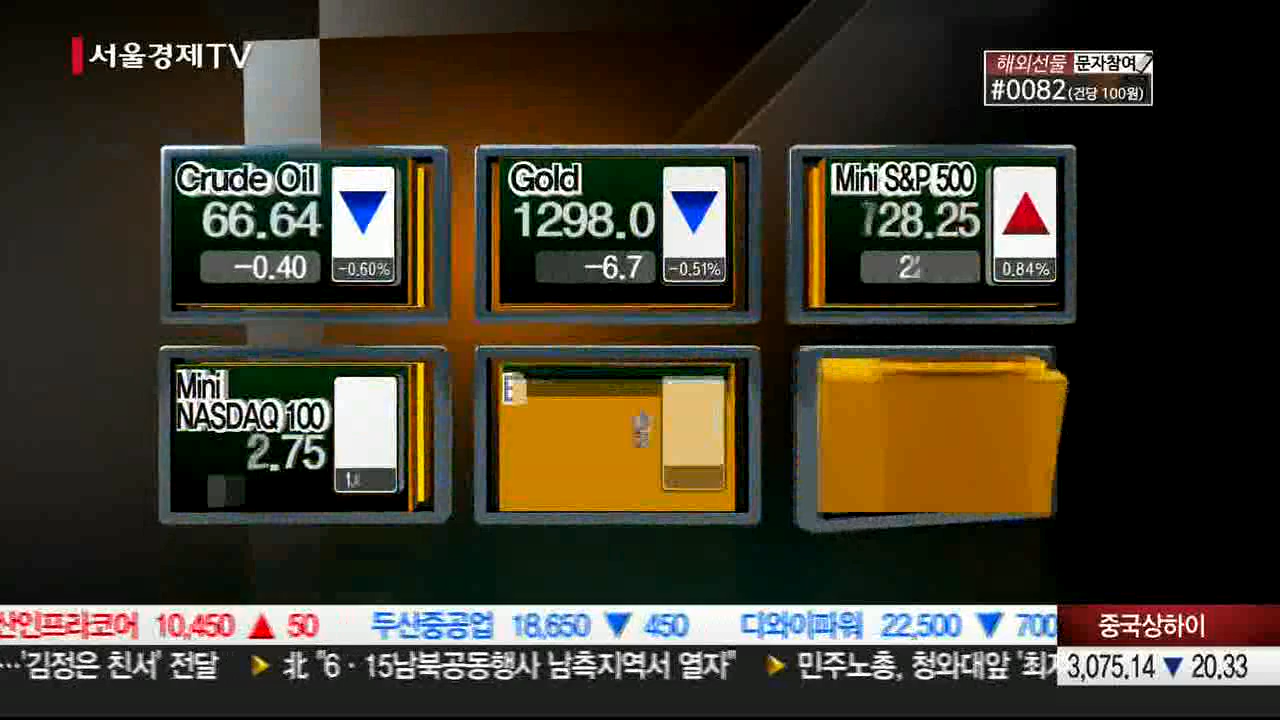 서울경제TV
해외선물 문자참여
#0082(건당 100원)
Crude Oil
66.64
-0.40
-0.60%
Gold
1298.0
-6.7
-0.51%
Mini S&P 500
728.25
0.84%
Mini
NASDAQ 100
2.75
산인프라코어 10,450 ▲ 50 두산중공업 18,650 ▼ 450 디와이파워 22,500 ▼ 700
중국상하이
…'김정은 친서' 전달 ▶ 北 "6·15남북공동행사 남측지역서 열자" ▶ 민주노총, 청와대앞
3,075.14 ▼ 20.33